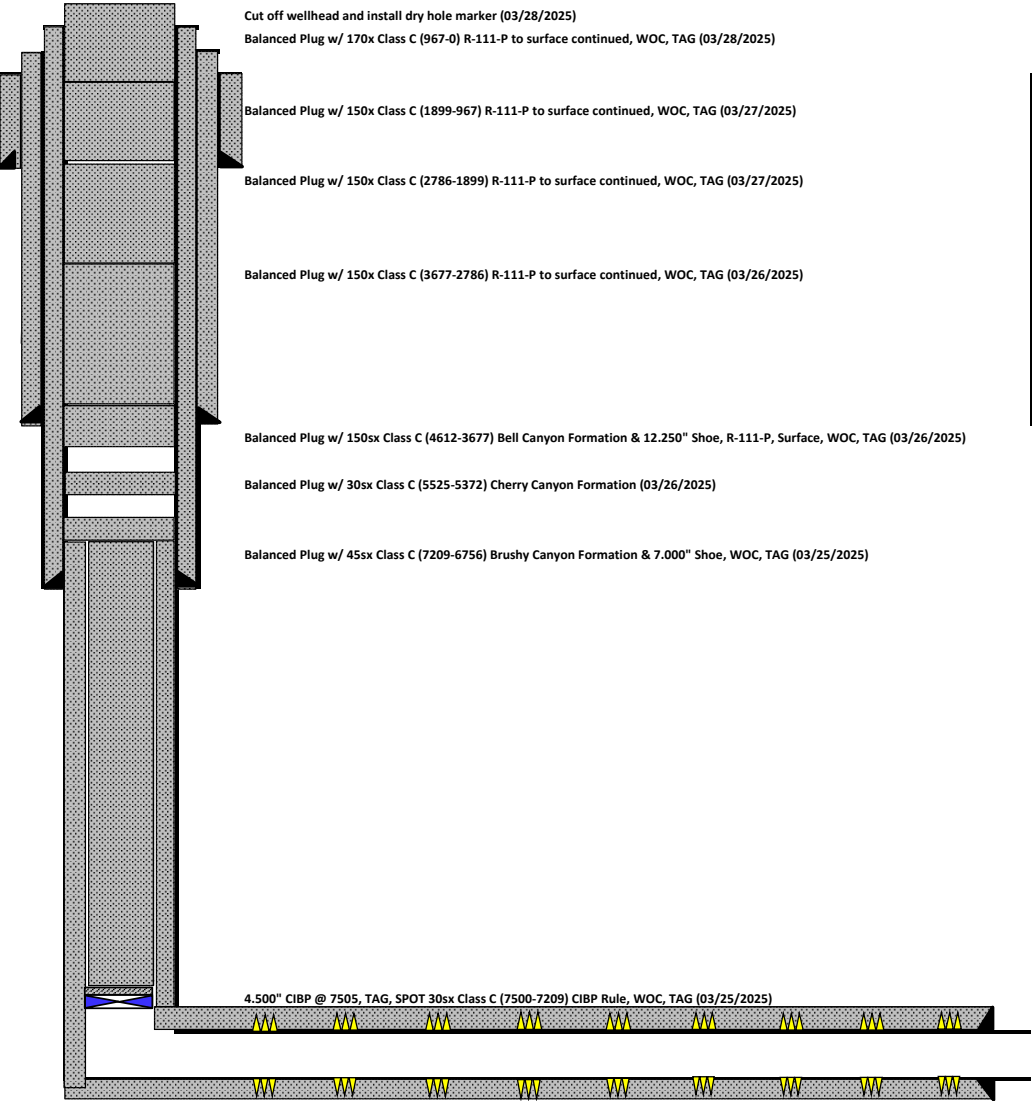 Cut off wellhead and install dry hole marker (03/28/2025)
Balanced Plug w/ 170x Class C (967-0) R-111-P to surface continued, WOC, TAG (03/28/2025)
Balanced Plug w/ 150x Class C (1899-967) R-111-P to surface continued, WOC, TAG (03/27/2025)
Balanced Plug w/ 150x Class C (2786-1899) R-111-P to surface continued, WOC, TAG (03/27/2025)
Balanced Plug w/ 150x Class C (3677-2786) R-111-P to surface continued, WOC, TAG (03/26/2025)
Balanced Plug w/ 150sx Class C (4612-3677) Bell Canyon Formation & 12.250" Shoe, R-111-P, Surface, WOC, TAG (03/26/2025)
Balanced Plug w/ 30sx Class C (5525-5372) Cherry Canyon Formation (03/26/2025)
Balanced Plug w/ 45sx Class C (7209-6756) Brushy Canyon Formation & 7.000" Shoe, WOC, TAG (03/25/2025)
4.500" CIBP @ 7505, TAG, SPOT 30sx Class C (7500-7209) CIBP Rule, WOC, TAG (03/25/2025)